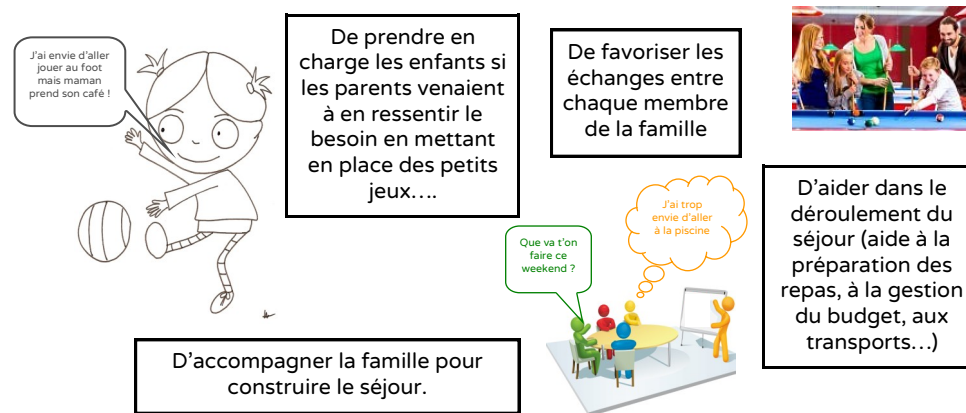 J'ai envie d'aller
jouer au foot
mais maman
prend son café !
De prendre en
charge les enfants si
les parents venaient
à en ressentir le
besoin en mettant
en place des petits
jeux….
De favoriser les
échanges entre
chaque membre
de la famille
J'ai trop
envie d'aller
à la piscine
Que va t'on
faire ce
weekend ?
D'aider dans le
déroulement du
séjour (aide à la
préparation des
repas, à la gestion
du budget, aux
transports…)
D'accompagner la famille pour
construire le séjour.